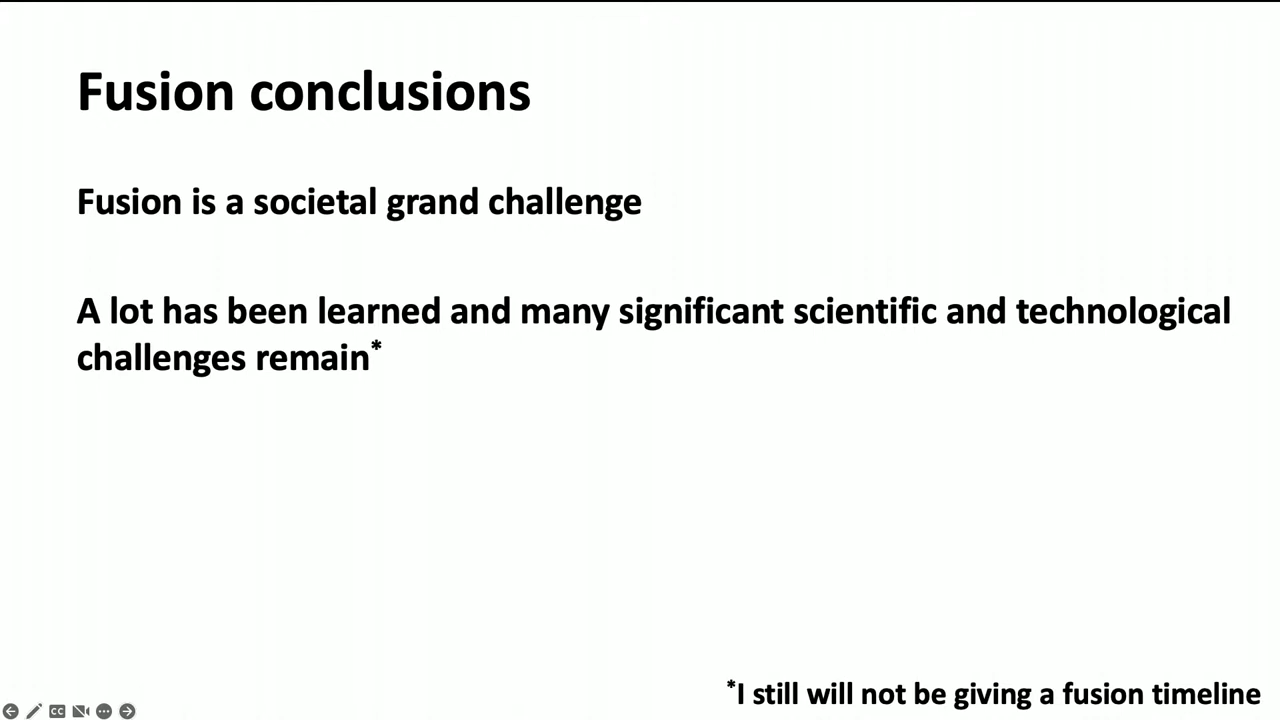 Fusion conclusions
Fusion is a societal grand challenge
A lot has been learned and many significant scientific and technological
challenges remain*
*I still will not be giving a fusion timeline
CC